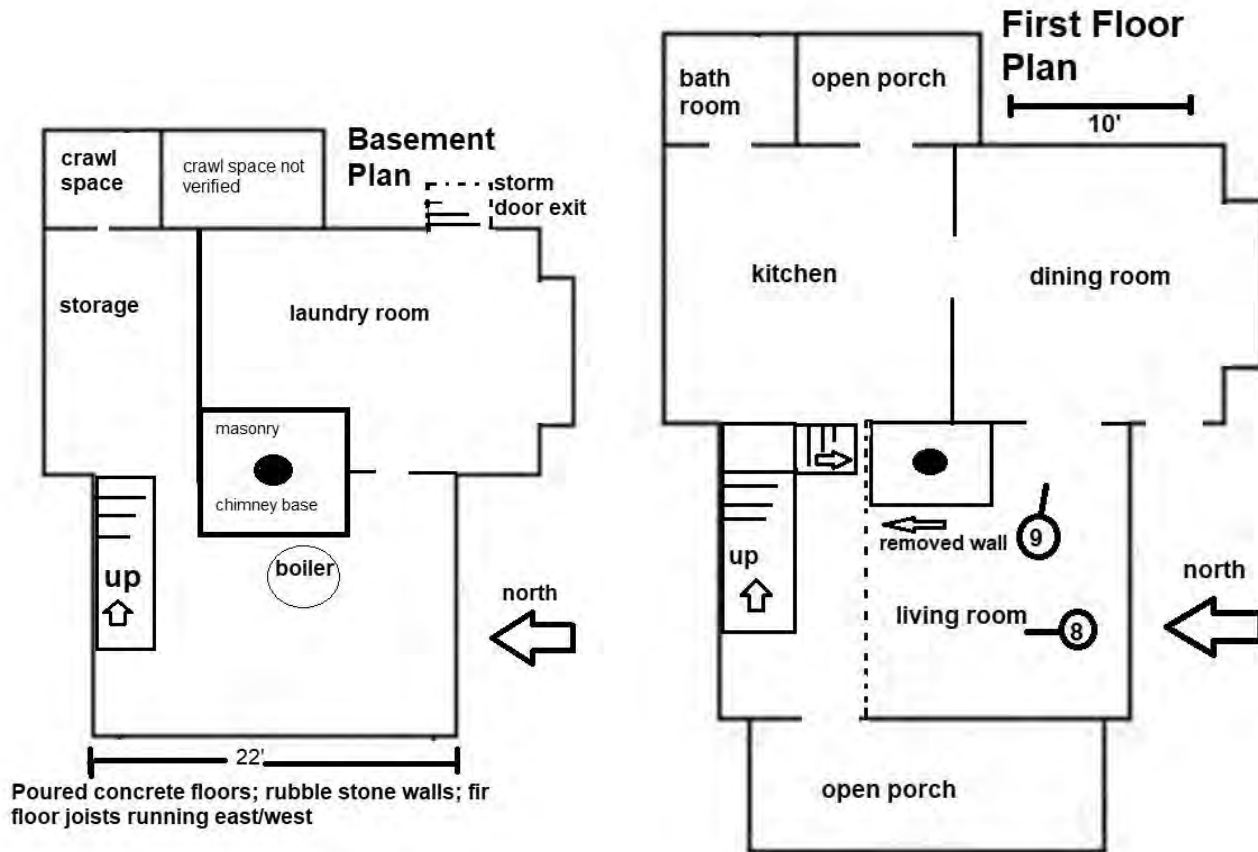 Basement
Plan
crawl
space
crawl space not
verified
storm
door exit
storage
laundry room
masonry
chimney base
boiler
up
north
22'
Poured concrete floors; rubble stone walls; fir
floor joists running east/west
First Floor
Plan
10'
bath
room
open porch
kitchen
dining room
removed wall
9
up
living room
8
north
open porch